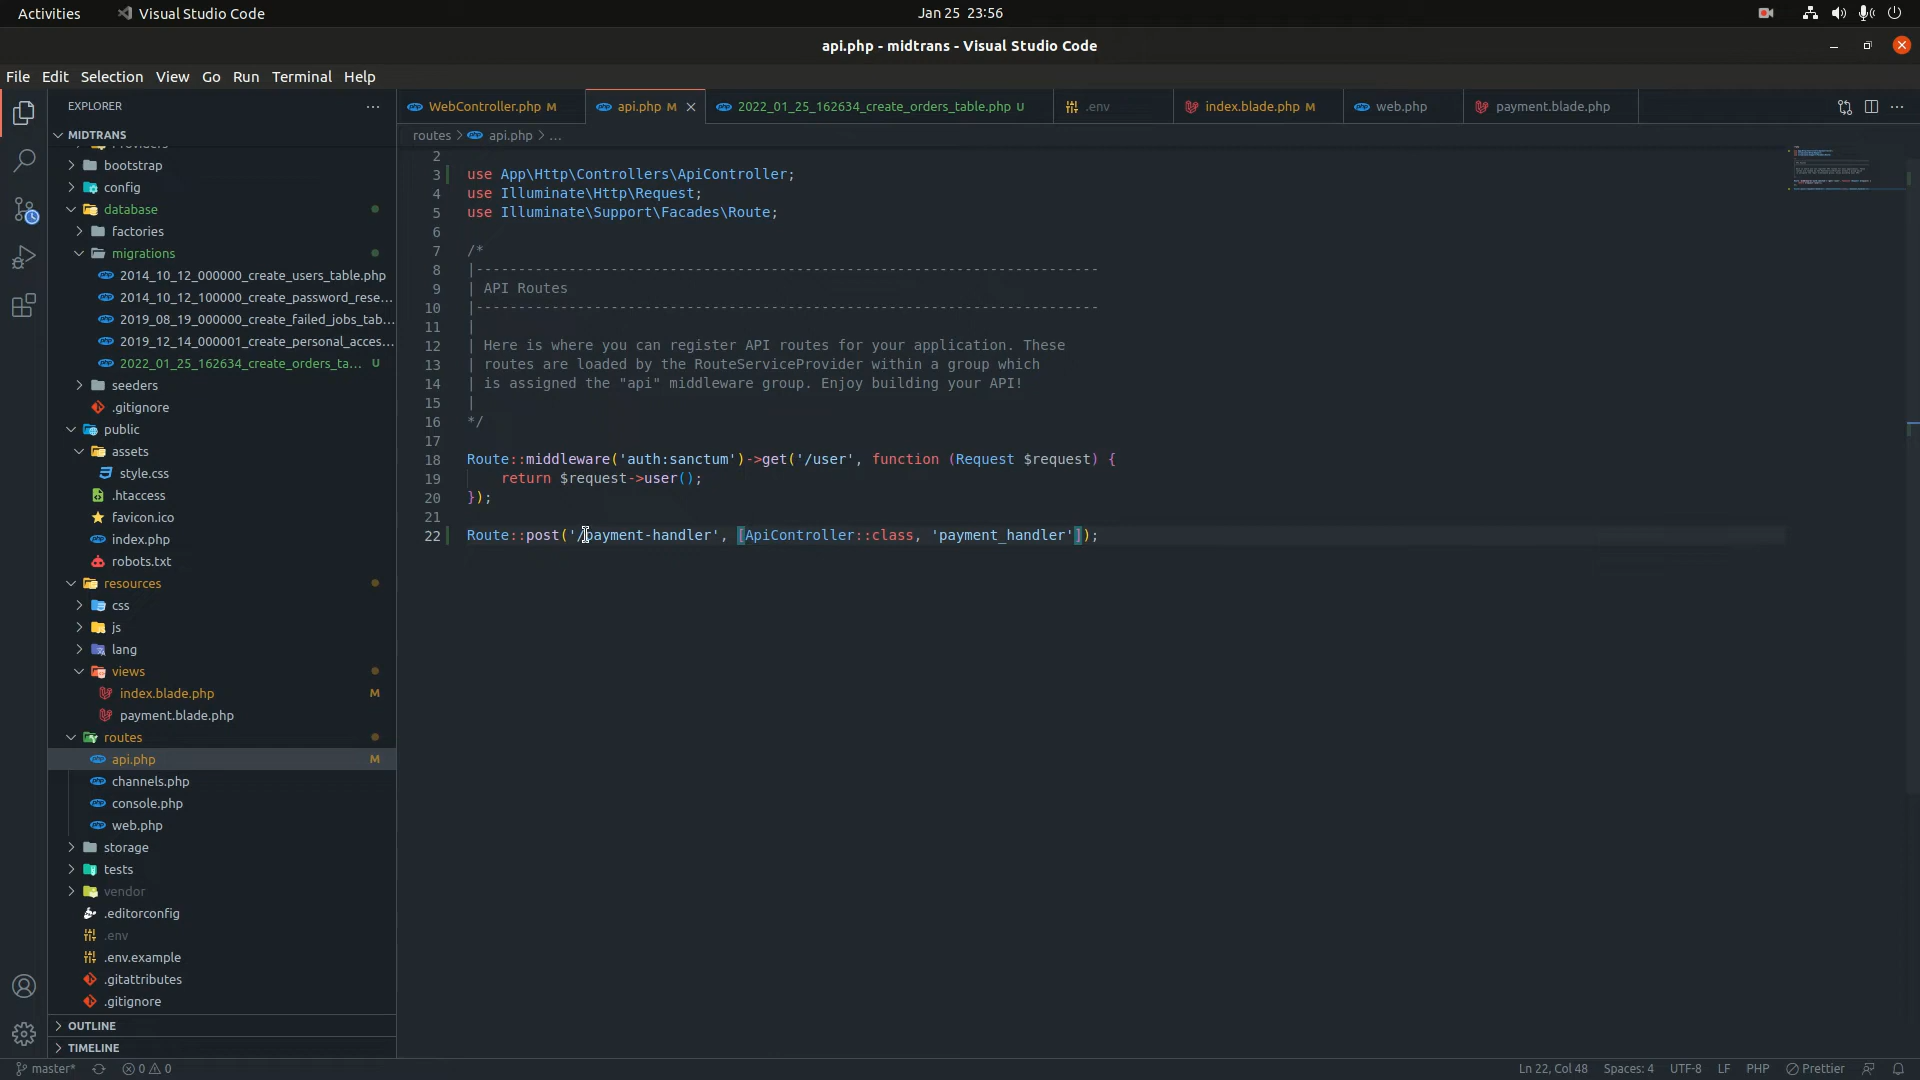 Activities
Visual Studio Code
Jan 25 23:56
api.php - midtrans - Visual Studio Code
File Edit Selection View Go Run Terminal Help
EXPLORER
MIDTRANS
bootstrap
config
database
factories
migrations
2014_10_12_000000_create_users_table.php
2014_10_12_100000_create_password_rese...
2019_08_19_000000_create_failed_jobs_tab...
2019_12_14_000001_create_personal_acces...
2022_01_25_162634_create_orders_ta... U
seeders
.gitignore
public
assets
style.css
.htaccess
favicon.ico
index.php
robots.txt
resources
css
js
lang
views
index.blade.php M
payment.blade.php
routes
api.php M
channels.php
console.php
web.php
storage
tests
vendor
.editorconfig
.env
.env.example
.gitattributes
.gitignore
OUTLINE
TIMELINE
WebController.php M
api.php M
2022_01_25_162634_create_orders_table.php U
.env
index.blade.php M
web.php
payment.blade.php
routes > api.php > ...
2
3 use App\Http\Controllers\ApiController;
4 use Illuminate\Http\Request;
5 use Illuminate\Support\Facades\Route;
6
7 /*
8 |--------------------------------------------------------------------------
9 | API Routes
10 |--------------------------------------------------------------------------
11 |
12 | Here is where you can register API routes for your application. These
13 | routes are loaded by the RouteServiceProvider within a group which
14 | is assigned the "api" middleware group. Enjoy building your API!
15 |
16 */
17
18 Route::middleware('auth:sanctum')->get('/user', function (Request $request) {
19     return $request->user();
20 });
21
22 Route::post('/payment-handler', [ApiController::class, 'payment_handler']);
master* 0 0
Ln 22, Col 48 Spaces: 4 UTF-8 LF PHP Prettier